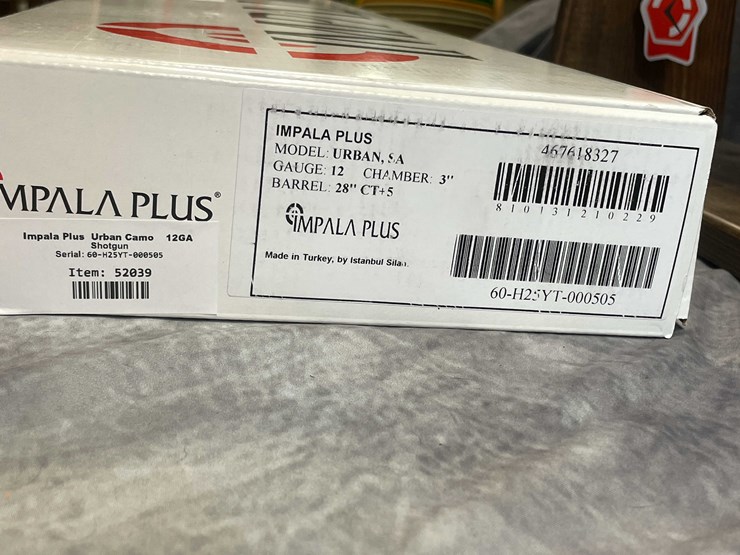 MPALA PLUS®
Impala Plus Urban Camo 12GA
Shotgun
Serial: 60-H25YT-000505
Item: 52039
IMPALA PLUS
MODEL: URBAN, SA
GAUGE: 12 CHAMBER: 3"
BARREL: 28" CT+5
IMPALA PLUS
Made in Turkey, by Istanbul
467618327
810131210229
60-H25YT-000505